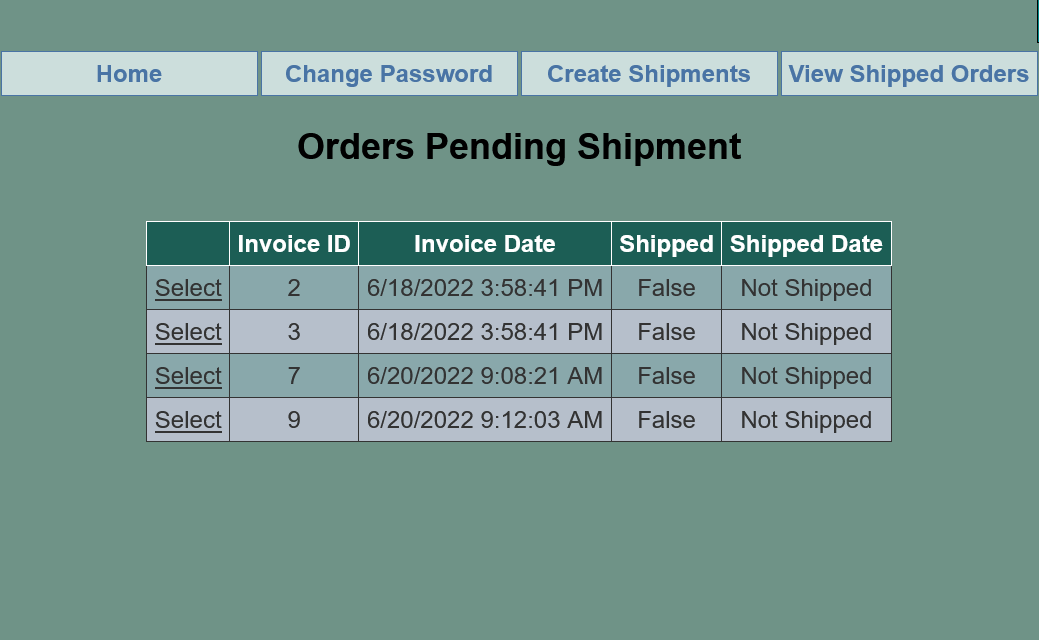 Home Change Password Create Shipments View Shipped Orders
Orders Pending Shipment
Invoice ID Invoice Date Shipped Shipped Date
Select 2 6/18/2022 3:58:41 PM False Not Shipped
Select 3 6/18/2022 3:58:41 PM False Not Shipped
Select 7 6/20/2022 9:08:21 AM False Not Shipped
Select 9 6/20/2022 9:12:03 AM False Not Shipped